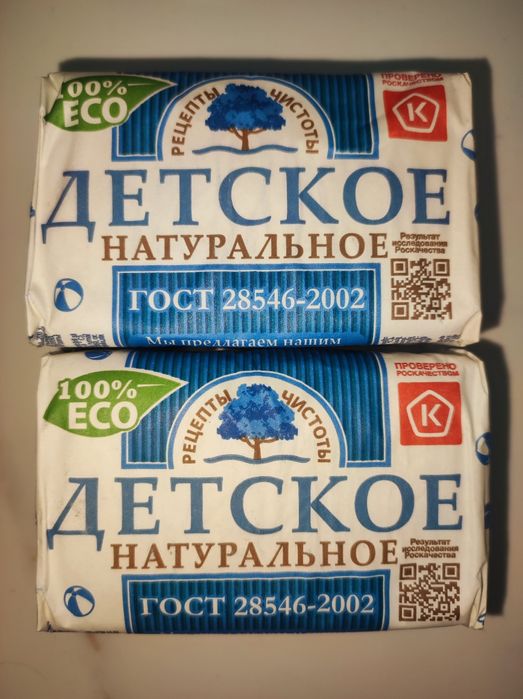 100%
ECO
РЕЦЕПТЫ ЧИСТОТЫ
ПРОВЕРЕНО
РОСКАЧЕСТВОМ
К
ДЕТСКОЕ
НАТУРАЛЬНОЕ
Результат
исследования
Роскачества
ГОСТ 28546-2002
Мы предлагаем нашим
100%
ECO
РЕЦЕПТЫ ЧИСТОТЫ
ПРОВЕРЕНО
РОСКАЧЕСТВОМ
К
ДЕТСКОЕ
НАТУРАЛЬНОЕ
Результат
исследования
Роскачества
ГОСТ 28546-2002